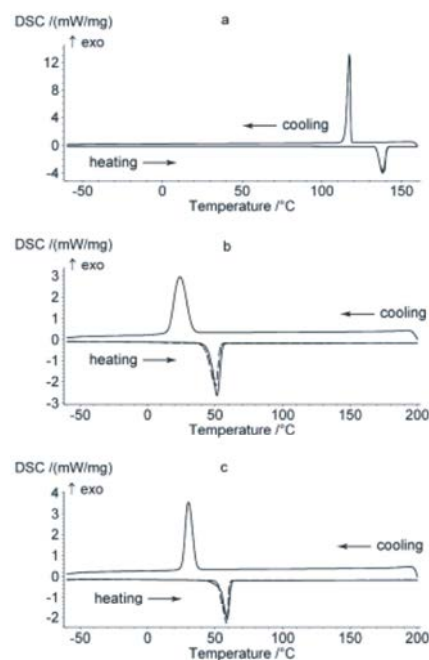 DSC /(mW/mg) a
↑ exo
12
8
4
0
-4
cooling
heating
-50 0 50 100 150
Temperature /°C
DSC /(mW/mg) b
↑ exo
3
2
1
0
-1
-2
-3
cooling
heating
-50 0 50 100 150 200
Temperature /°C
DSC /(mW/mg) c
↑ exo
4
3
2
1
0
-1
-2
cooling
heating
-50 0 50 100 150 200
Temperature /°C